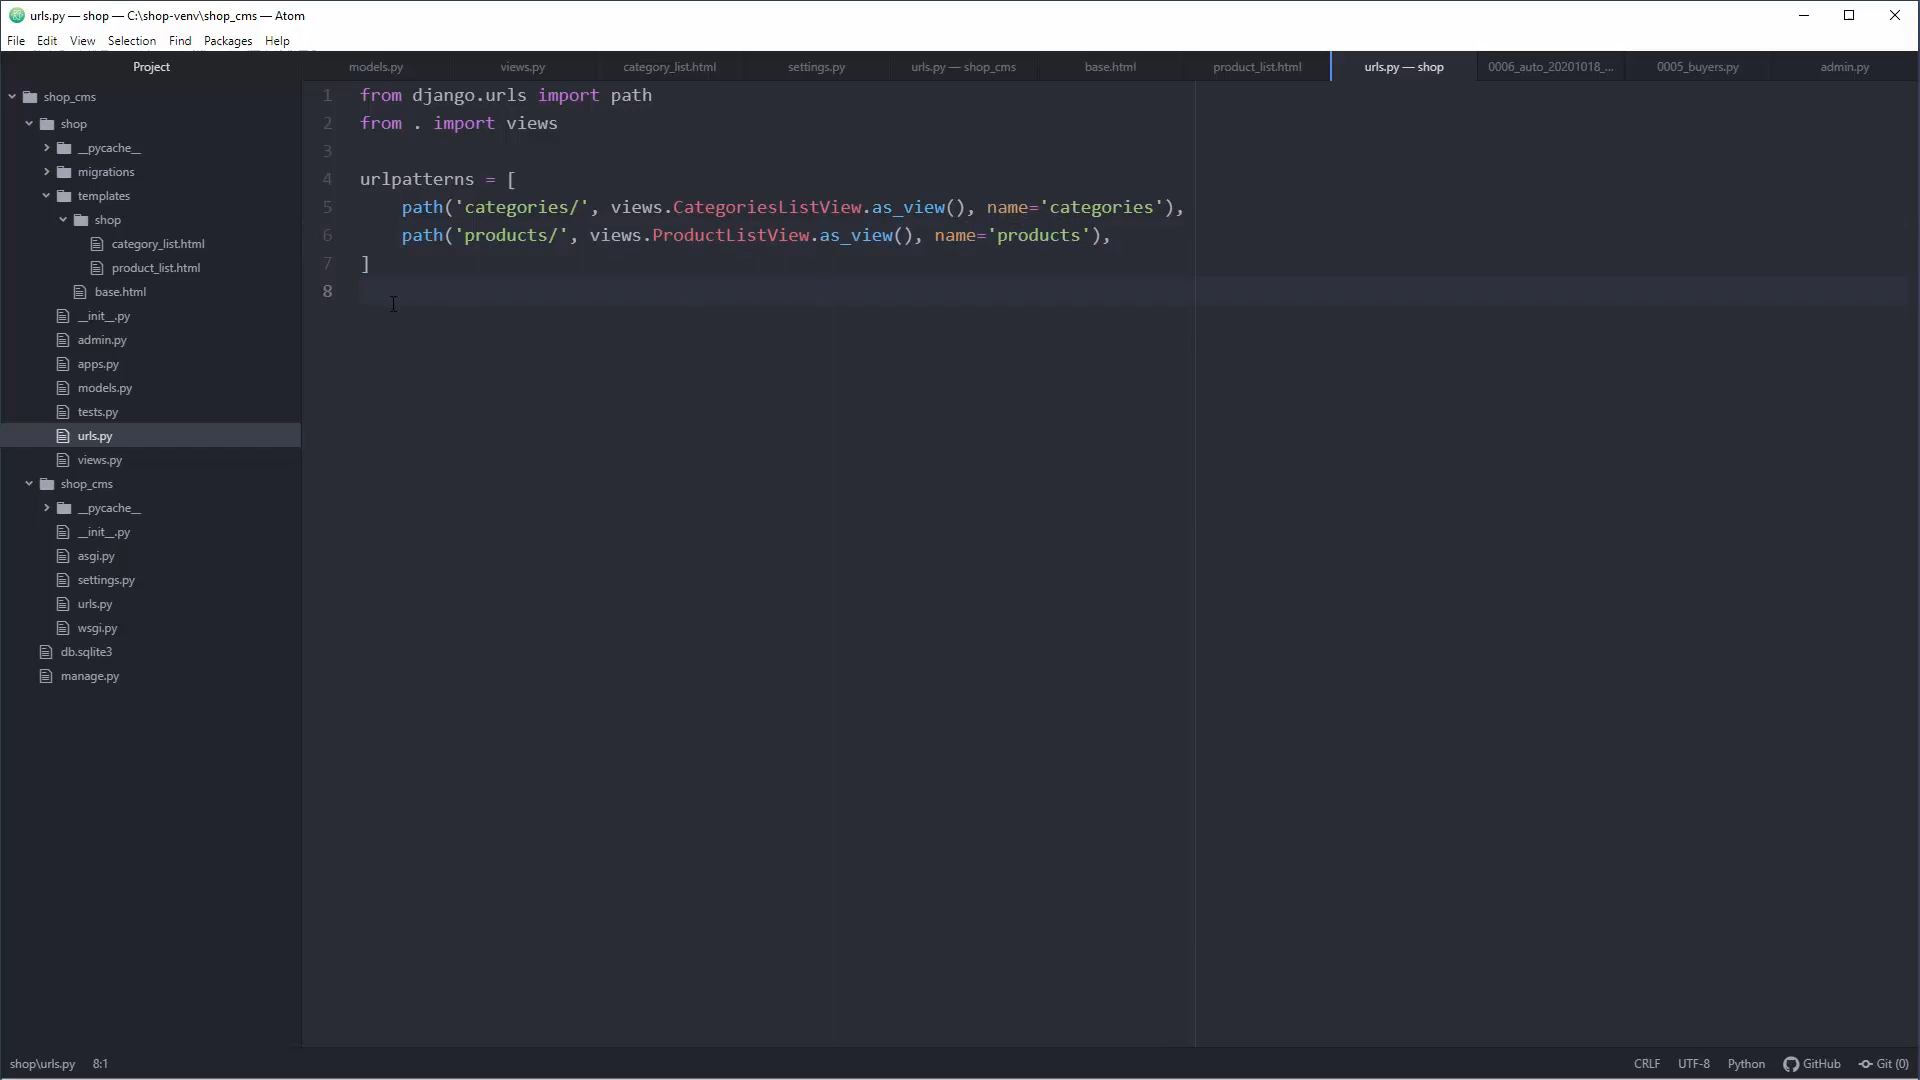 urls.py — shop — C:\shop-venv\shop_cms — Atom
File Edit View Selection Find Packages Help
Project
models.py views.py category_list.html settings.py urls.py — shop_cms base.html product_list.html urls.py — shop 0006_auto_20201018_... 0005_buyers.py admin.py
shop_cms
shop
__pycache__
migrations
templates
shop
category_list.html
product_list.html
base.html
__init__.py
admin.py
apps.py
models.py
tests.py
urls.py
views.py
shop_cms
__pycache__
__init__.py
asgi.py
settings.py
urls.py
wsgi.py
db.sqlite3
manage.py
1 from django.urls import path
2 from . import views
3
4 urlpatterns = [
5     path('categories/', views.CategoriesListView.as_view(), name='categories'),
6     path('products/', views.ProductListView.as_view(), name='products'),
7 ]
8
shop\urls.py 8:1 CRLF UTF-8 Python GitHub Git (0)